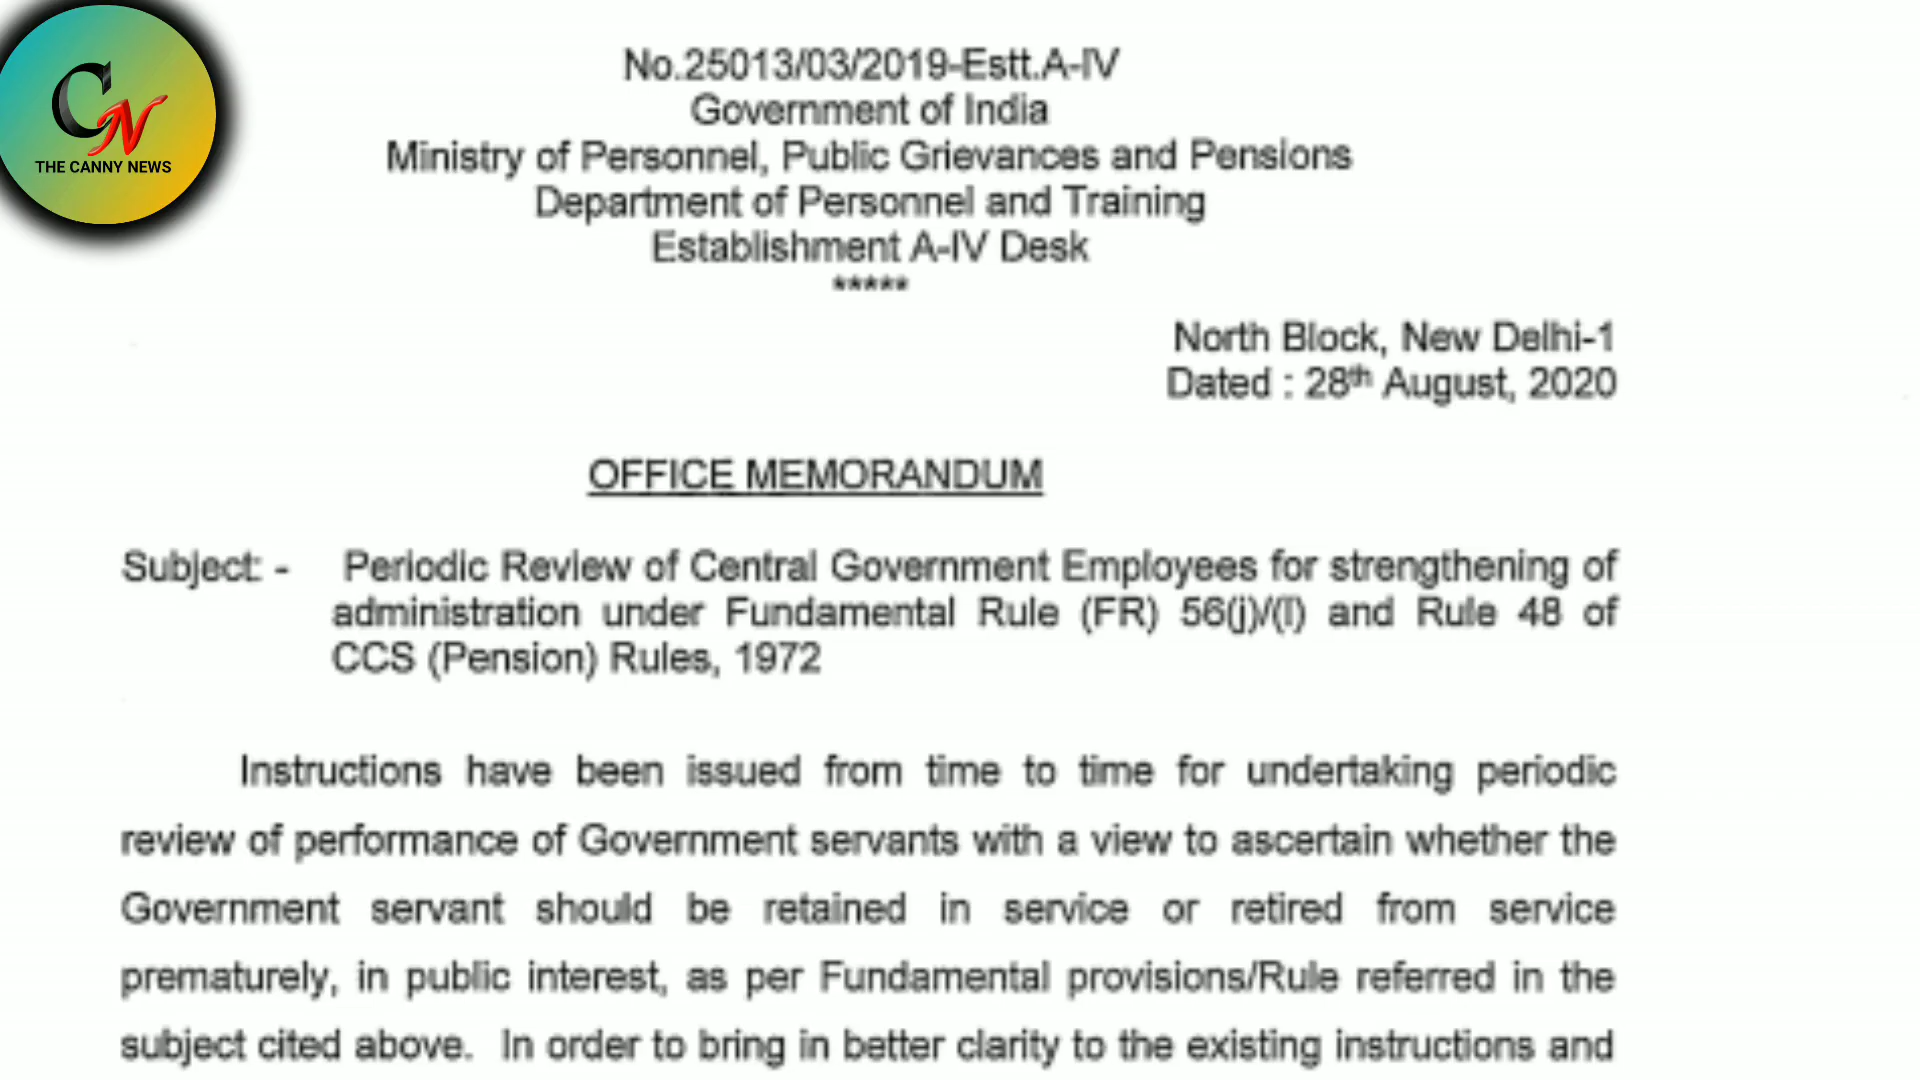 CN
THE CANNY NEWS
No.25013/03/2019-Estt.A-IV
Government of India
Ministry of Personnel, Public Grievances and Pensions
Department of Personnel and Training
Establishment A-IV Desk
*****
North Block, New Delhi-1
Dated : 28th August, 2020
OFFICE MEMORANDUM
Subject: - Periodic Review of Central Government Employees for strengthening of
administration under Fundamental Rule (FR) 56(j)/(l) and Rule 48 of
CCS (Pension) Rules, 1972
Instructions have been issued from time to time for undertaking periodic
review of performance of Government servants with a view to ascertain whether the
Government servant should be retained in service or retired from service
prematurely, in public interest, as per Fundamental provisions/Rule referred in the
subject cited above. In order to bring in better clarity to the existing instructions and